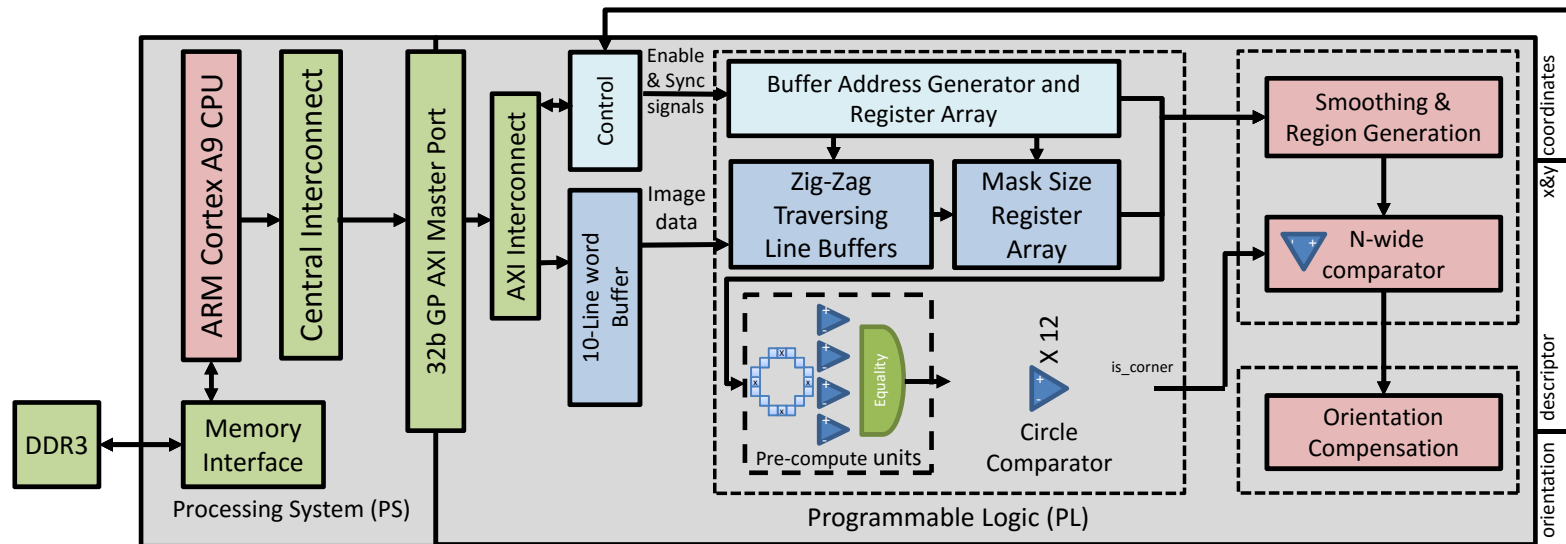 ARM Cortex A9 CPU
Central Interconnect
32b GP AXI Master Port
AXI Interconnect
Control
10-Line word
Buffer
Enable
& Sync
signals
Image
data
Buffer Address Generator and
Register Array
Zig-Zag
Traversing
Line Buffers
Mask Size
Register
Array
Smoothing &
Region Generation
N-wide
comparator
Orientation
Compensation
x&y coordinates
descriptor
orientation
+
-
+
-
+
-
+
-
+
-
x
x
x
x
Equality
Pre-compute units
X 12
+
-
Circle
Comparator
is_corner
DDR3
Memory
Interface
Processing System (PS)
Programmable Logic (PL)